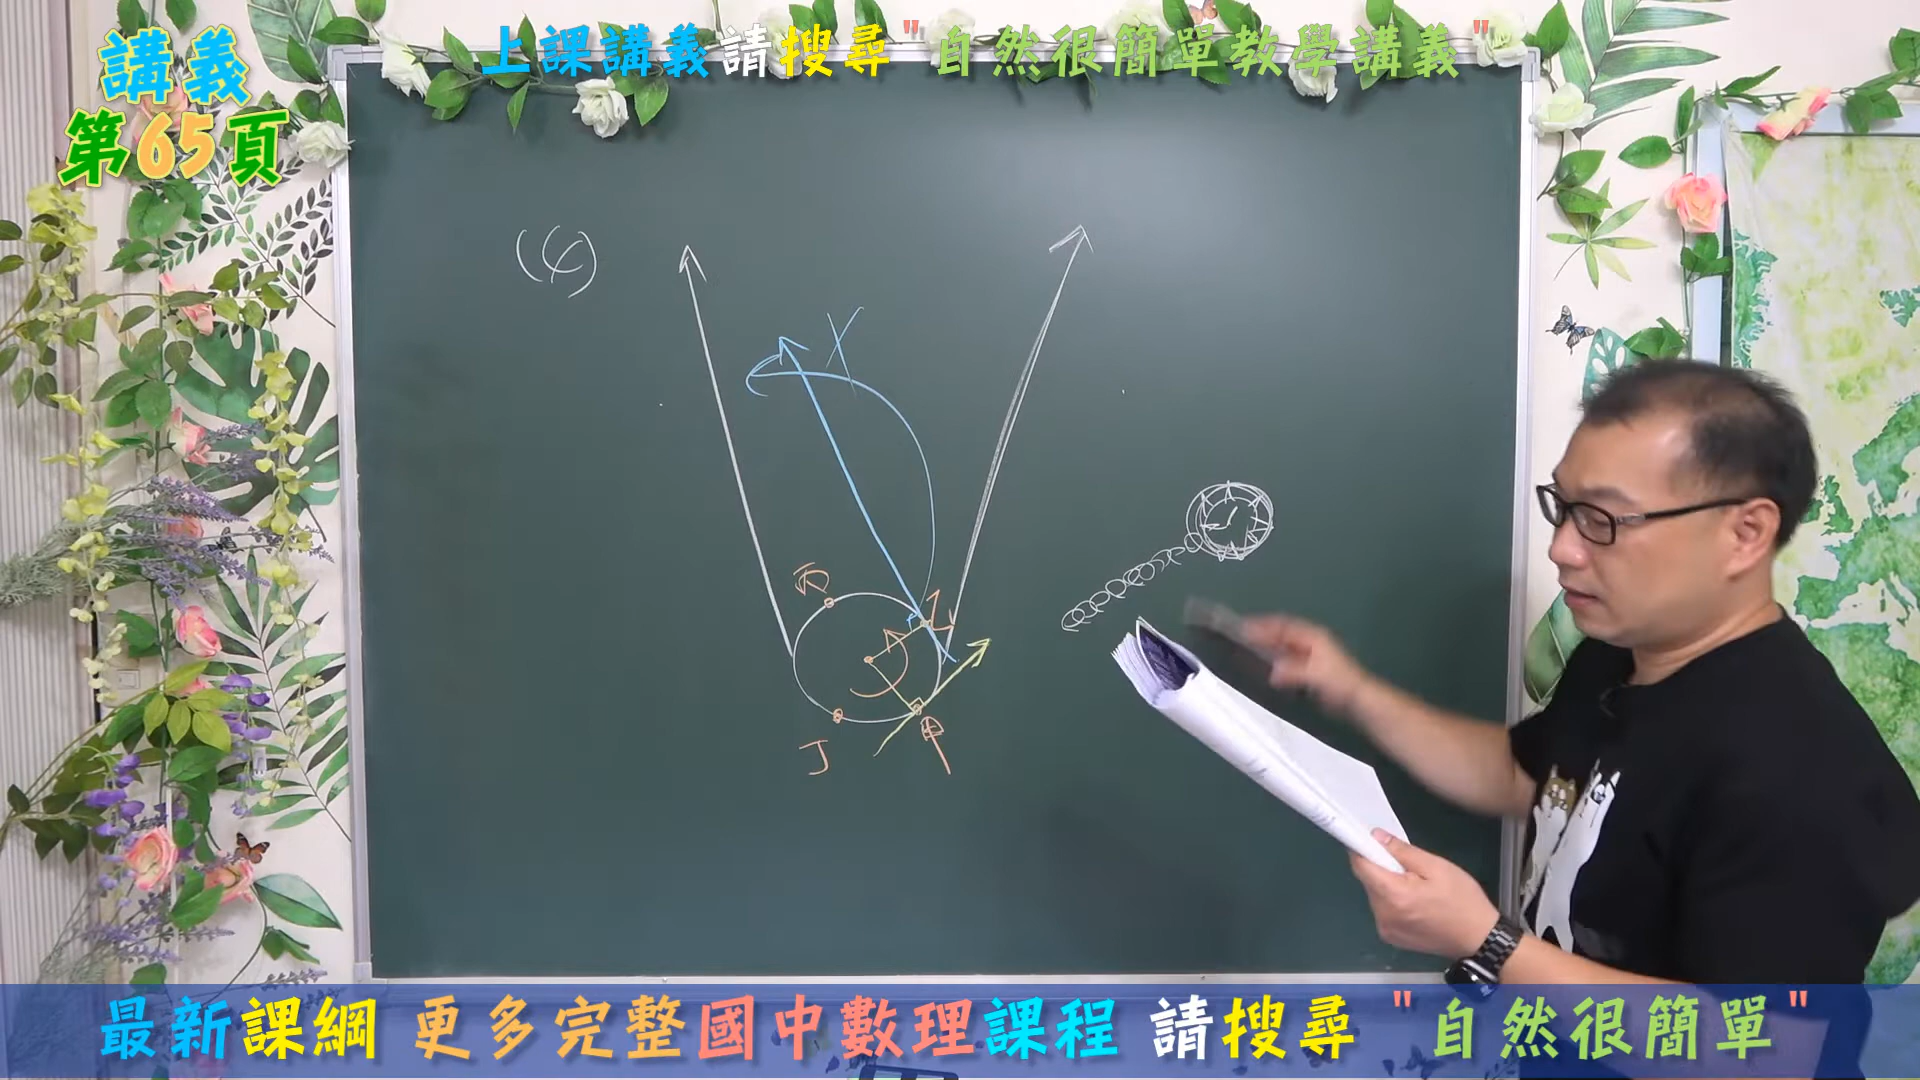 上課講義請搜尋"自然很簡單教學講義"
講義
第65頁
(4)
丙
乙
甲
丁
最新課綱 更多完整國中數理課程 請搜尋 "自然很簡單"